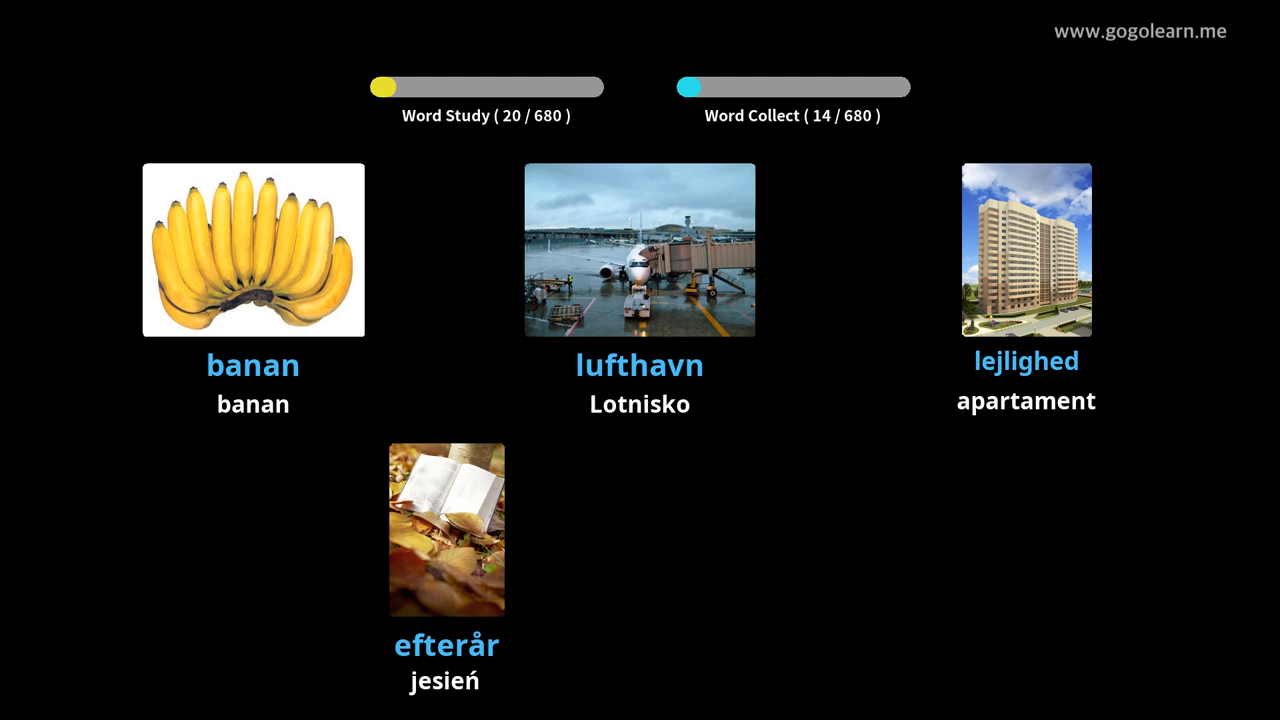 www.gogolearn.me
Word Study ( 20 / 680 )
Word Collect ( 14 / 680 )
banan
banan
lufthavn
Lotnisko
lejlighed
apartament
efterår
jesień